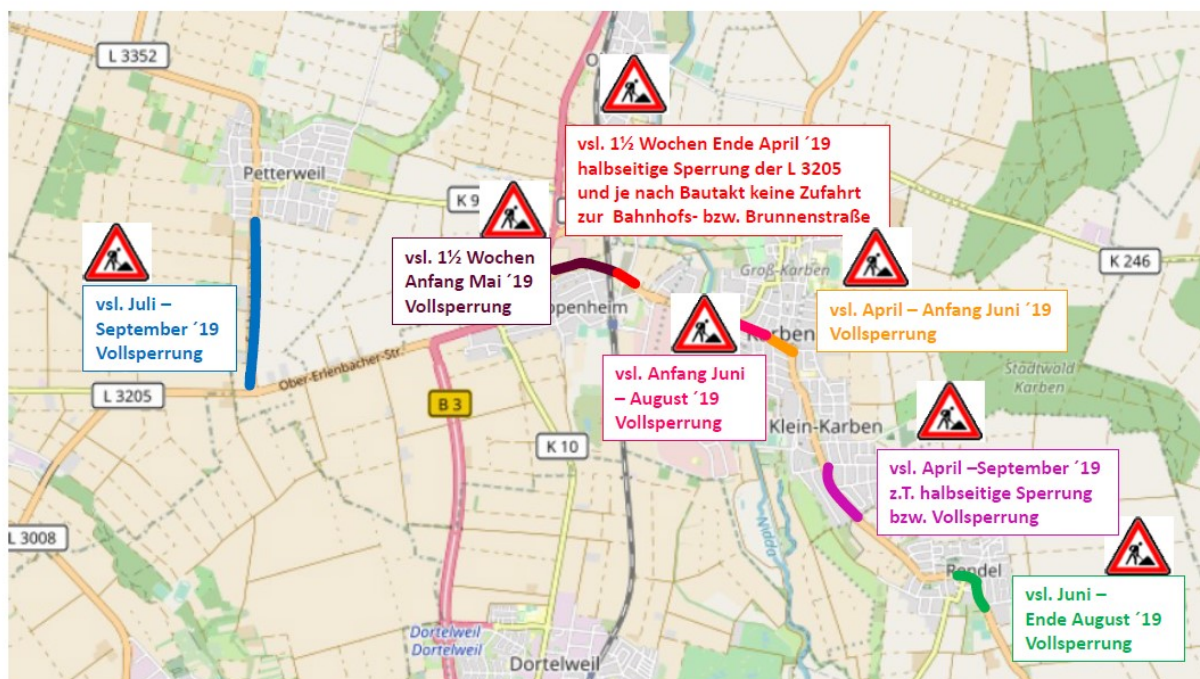 L 3352
O
vsl. 1½ Wochen Ende April ´19
halbseitige Sperrung der L 3205
und je nach Bautakt keine Zufahrt
zur Bahnhofs- bzw. Brunnenstraße
Petterweil
K 9
vsl. 1½ Wochen
Anfang Mai ´19
Vollsperrung
Groß-Karben
K 246
vsl. Juli –
September ´19
Vollsperrung
ppenheim
Karben
vsl. April – Anfang Juni ´19
Vollsperrung
Ober-Erlenbacher-Str.
L 3205
B 3
vsl. Anfang Juni
– August ´19
Vollsperrung
Stadtwald
Karben
Klein-Karben
K 10
vsl. April –September ´19
z.T. halbseitige Sperrung
bzw. Vollsperrung
L 3008
Nidda
Rendel
vsl. Juni –
Ende August ´19
Vollsperrung
Dortelweil
Dortelweil
Dortelweil